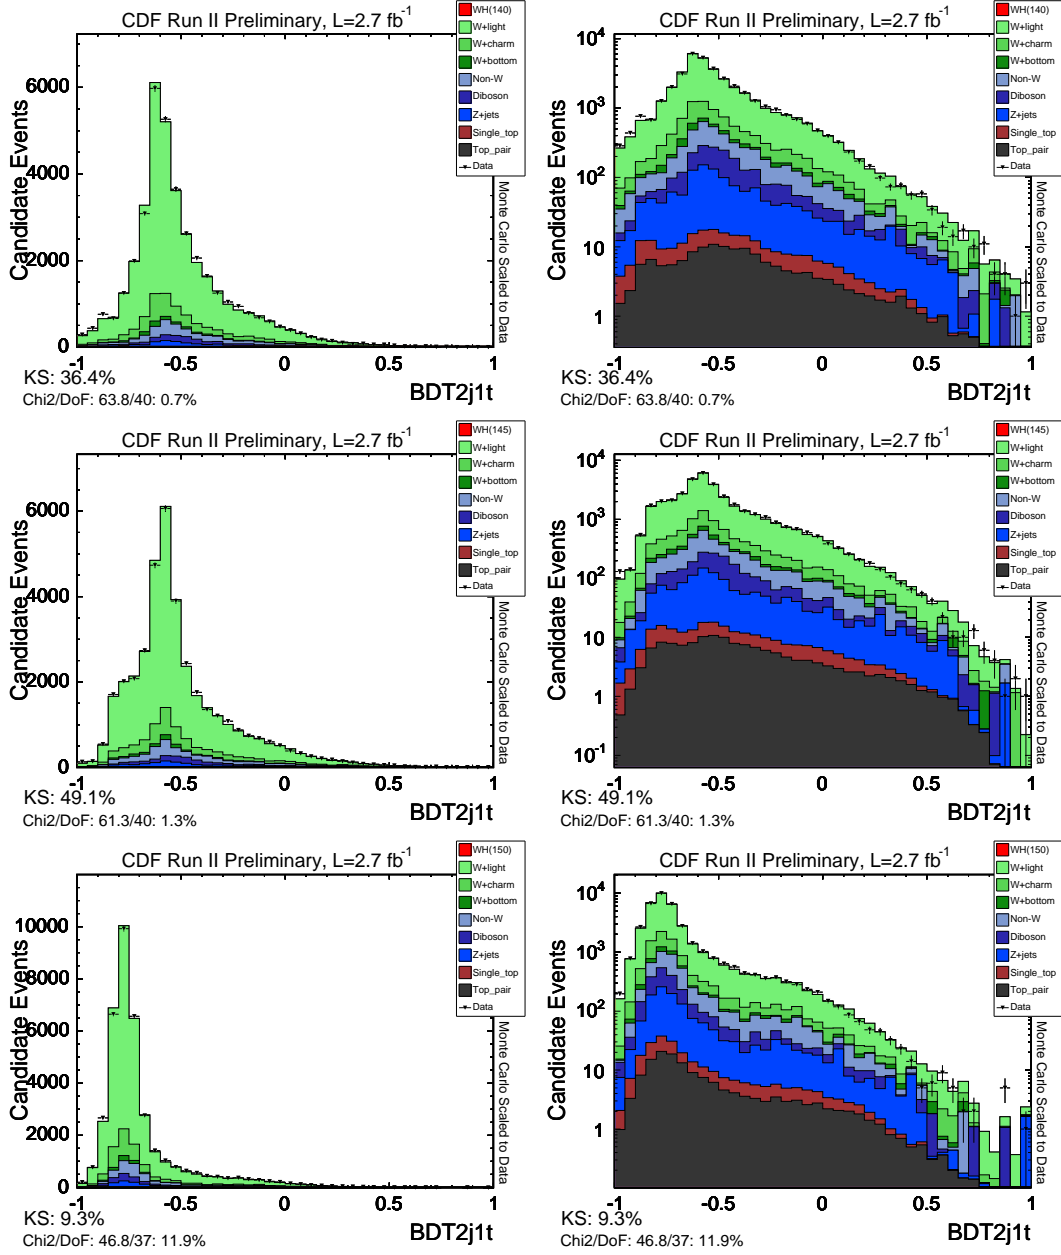 CDF Run II Preliminary, L=2.7 fb-1
WH(140)
W+light
W+charm
W+bottom
Non-W
Diboson
Z+jets
Single_top
Top_pair
Data
Candidate Events
6000
4000
2000
0
-1 -0.5 0 0.5 1
Monte Carlo Scaled to Data
BDT2j1t
KS: 36.4%
Chi2/DoF: 63.8/40: 0.7%
CDF Run II Preliminary, L=2.7 fb-1
WH(140)
W+light
W+charm
W+bottom
Non-W
Diboson
Z+jets
Single_top
Top_pair
Data
Candidate Events
10^4
10^3
10^2
10
1
-1 -0.5 0 0.5 1
Monte Carlo Scaled to Data
BDT2j1t
KS: 36.4%
Chi2/DoF: 63.8/40: 0.7%
CDF Run II Preliminary, L=2.7 fb-1
WH(145)
W+light
W+charm
W+bottom
Non-W
Diboson
Z+jets
Single_top
Top_pair
Data
Candidate Events
6000
4000
2000
0
-1 -0.5 0 0.5 1
Monte Carlo Scaled to Data
BDT2j1t
KS: 49.1%
Chi2/DoF: 61.3/40: 1.3%
CDF Run II Preliminary, L=2.7 fb-1
WH(145)
W+light
W+charm
W+bottom
Non-W
Diboson
Z+jets
Single_top
Top_pair
Data
Candidate Events
10^4
10^3
10^2
10
1
10^-1
-1 -0.5 0 0.5 1
Monte Carlo Scaled to Data
BDT2j1t
KS: 49.1%
Chi2/DoF: 61.3/40: 1.3%
CDF Run II Preliminary, L=2.7 fb-1
WH(150)
W+light
W+charm
W+bottom
Non-W
Diboson
Z+jets
Single_top
Top_pair
Data
Candidate Events
10000
8000
6000
4000
2000
0
-1 -0.5 0 0.5 1
Monte Carlo Scaled to Data
BDT2j1t
KS: 9.3%
Chi2/DoF: 46.8/37: 11.9%
CDF Run II Preliminary, L=2.7 fb-1
WH(150)
W+light
W+charm
W+bottom
Non-W
Diboson
Z+jets
Single_top
Top_pair
Data
Candidate Events
10^4
10^3
10^2
10
1
-1 -0.5 0 0.5 1
Monte Carlo Scaled to Data
BDT2j1t
KS: 9.3%
Chi2/DoF: 46.8/37: 11.9%